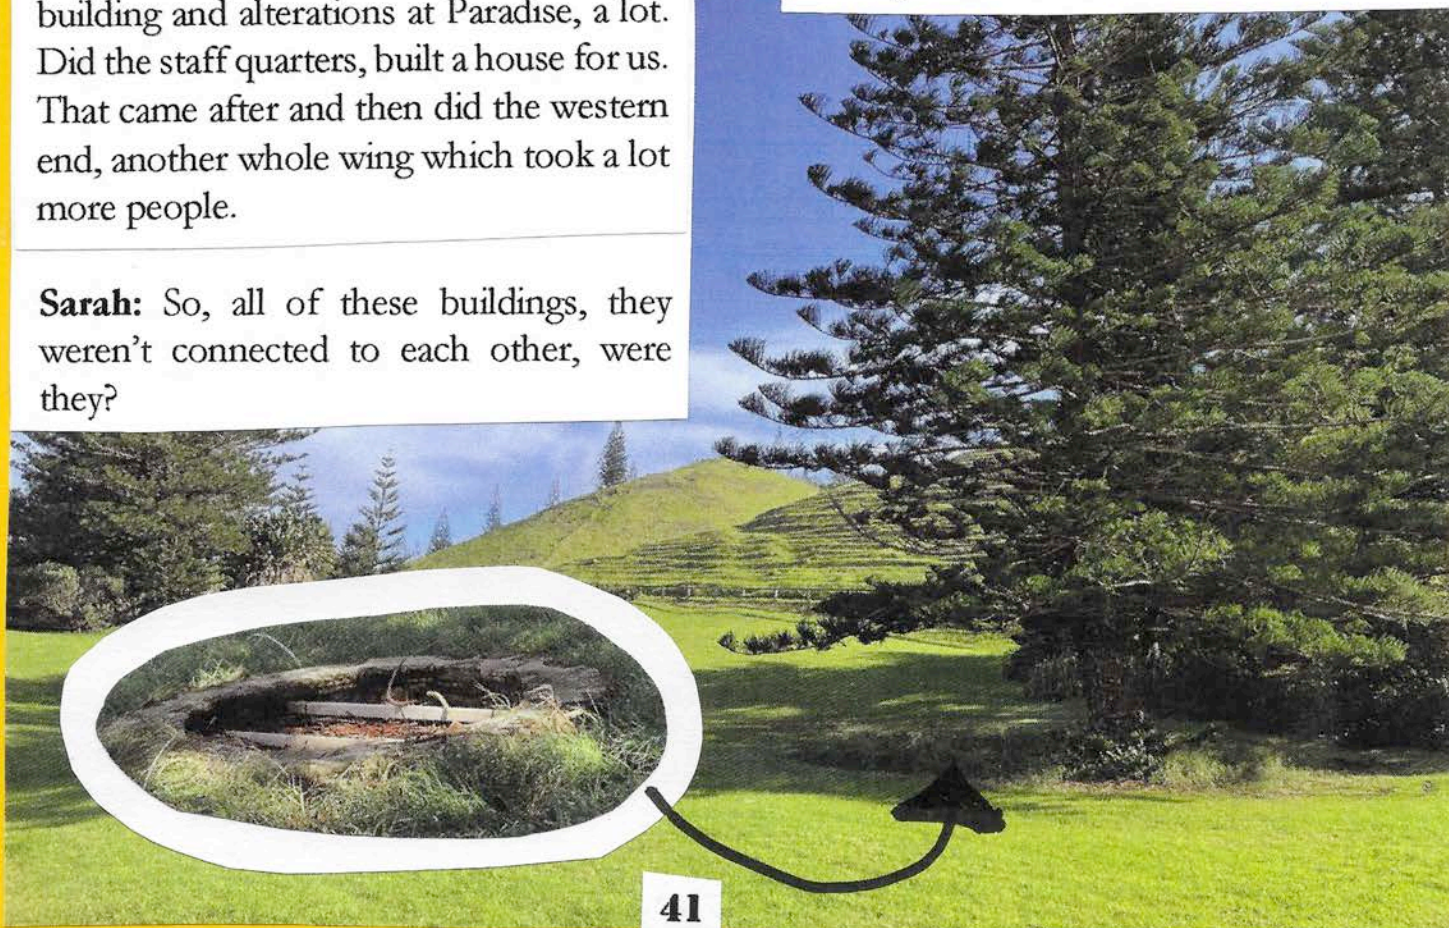 building and alterations at Paradise, a lot.
Did the staff quarters, built a house for us.
That came after and then did the western
end, another whole wing which took a lot
more people.
Sarah: So, all of these buildings, they
weren't connected to each other, were
they?
41